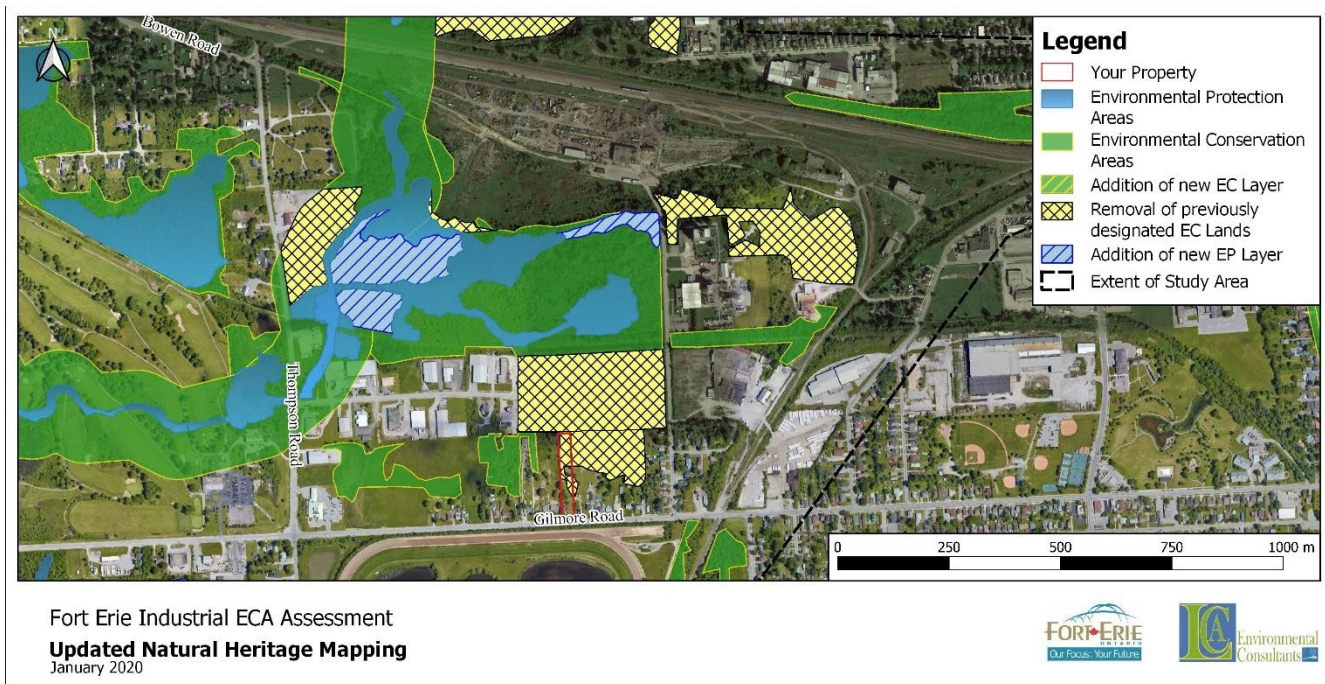 Bowen Road
N
Thompson Road
Gilmore Road
Legend
Your Property
Environmental Protection
Areas
Environmental Conservation
Areas
Addition of new EC Layer
Removal of previously
designated EC Lands
Addition of new EP Layer
Extent of Study Area
0 250 500 750 1000 m
Fort Erie Industrial ECA Assessment
Updated Natural Heritage Mapping
January 2020
FORT ERIE
ONTARIO
Our Focus: Your Future
LCA
Environmental
Consultants